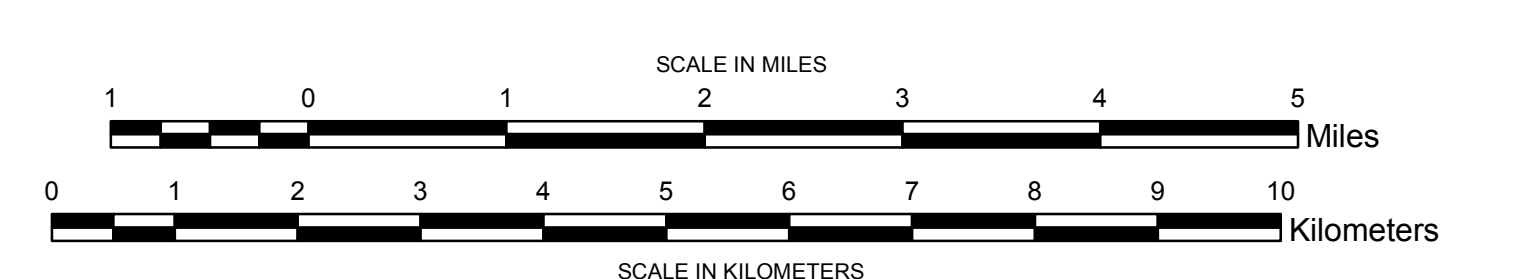 SCALE IN MILES
1 0 1 2 3 4 5
Miles
0 1 2 3 4 5 6 7 8 9 10
Kilometers
SCALE IN KILOMETERS